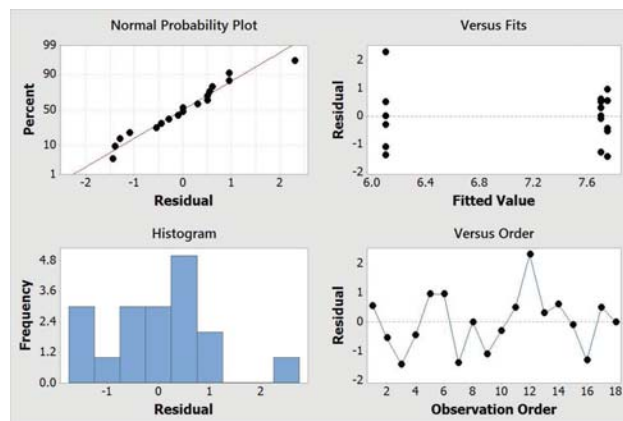 Normal Probability Plot
99
90
50
10
1
Percent
-2 -1 0 1 2
Residual
Versus Fits
2
1
0
-1
-2
Residual
6.0 6.4 6.8 7.2 7.6
Fitted Value
Histogram
4.8
3.6
2.4
1.2
0.0
Frequency
-1 0 1 2
Residual
Versus Order
2
1
0
-1
-2
Residual
2 4 6 8 10 12 14 16 18
Observation Order